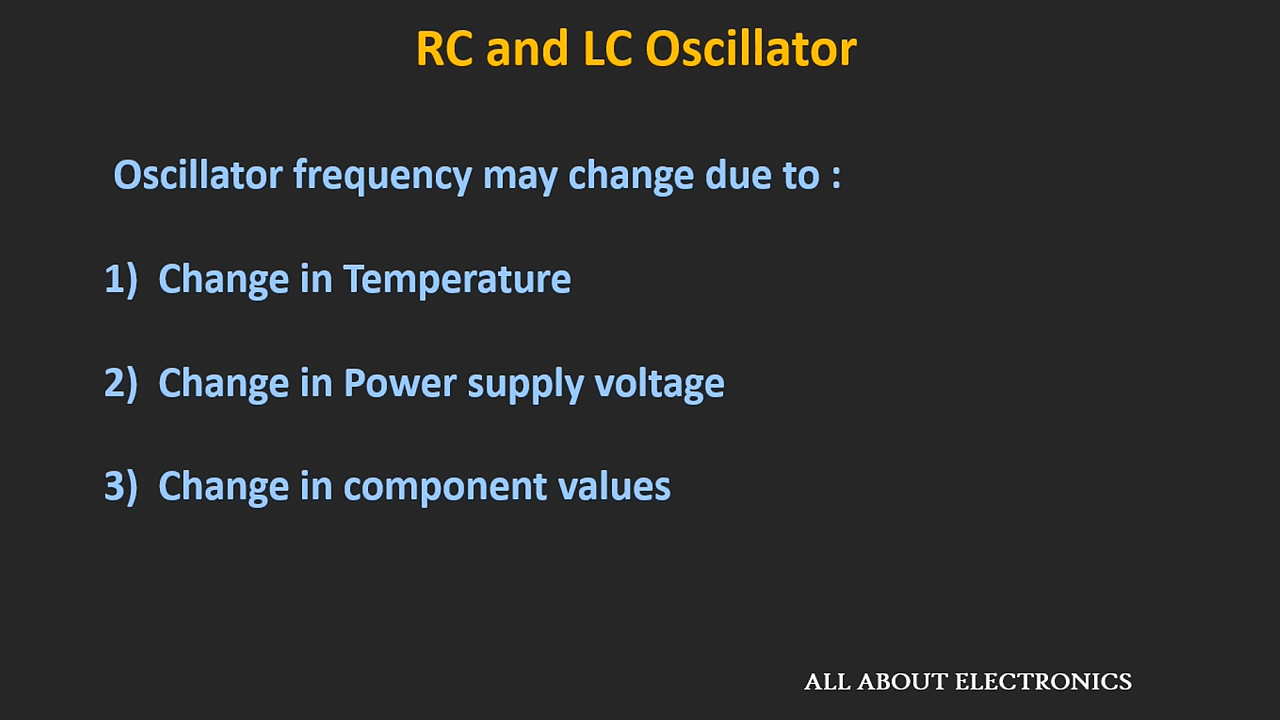 RC and LC Oscillator
Oscillator frequency may change due to :
1) Change in Temperature
2) Change in Power supply voltage
3) Change in component values
ALL ABOUT ELECTRONICS